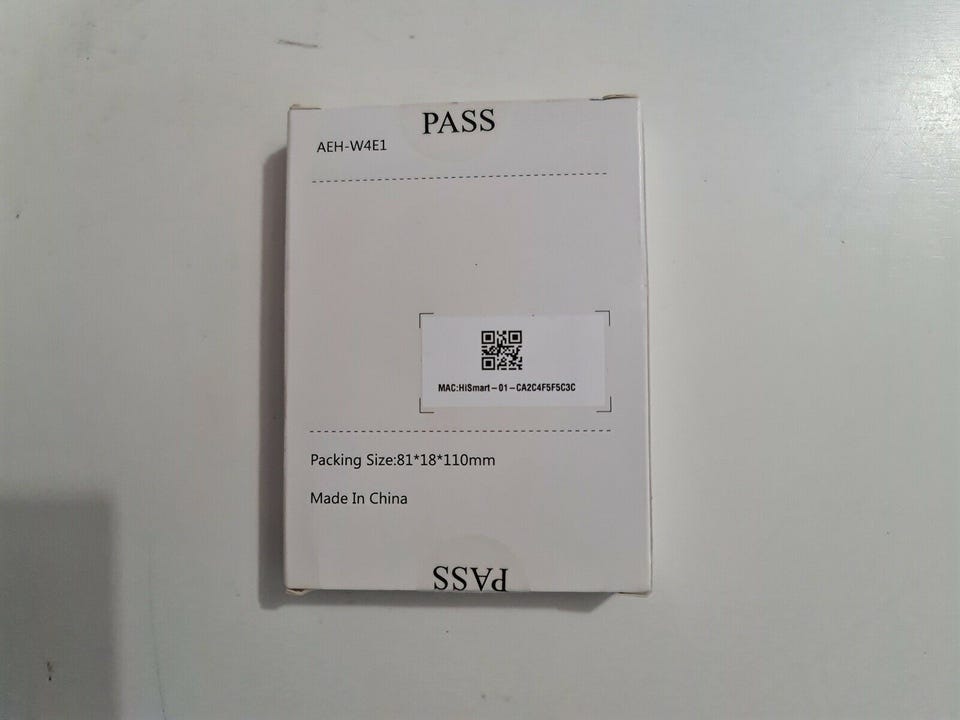 PASS
AEH-W4E1
MAC:HiSmart-01-CA2C4F5F5C3C
Packing Size:81*18*110mm
Made In China
PASS